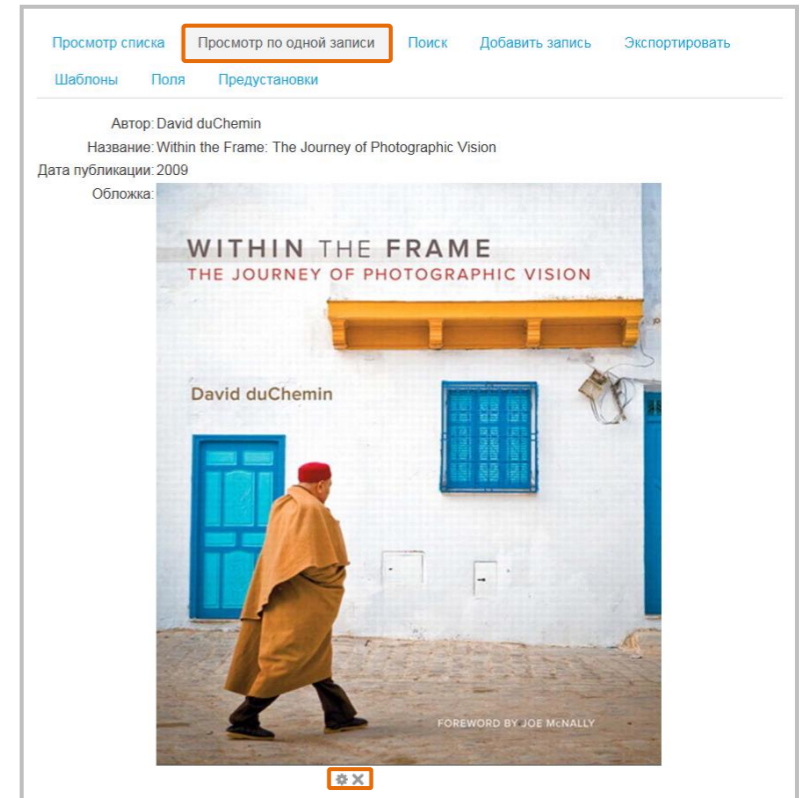 Просмотр списка Просмотр по одной записи Поиск Добавить запись Экспортировать
Шаблоны Поля Предустановки
Автор: David duChemin
Название: Within the Frame: The Journey of Photographic Vision
Дата публикации: 2009
Обложка:
WITHIN THE FRAME
THE JOURNEY OF PHOTOGRAPHIC VISION
David duChemin
FOREWORD BY JOE McNALLY